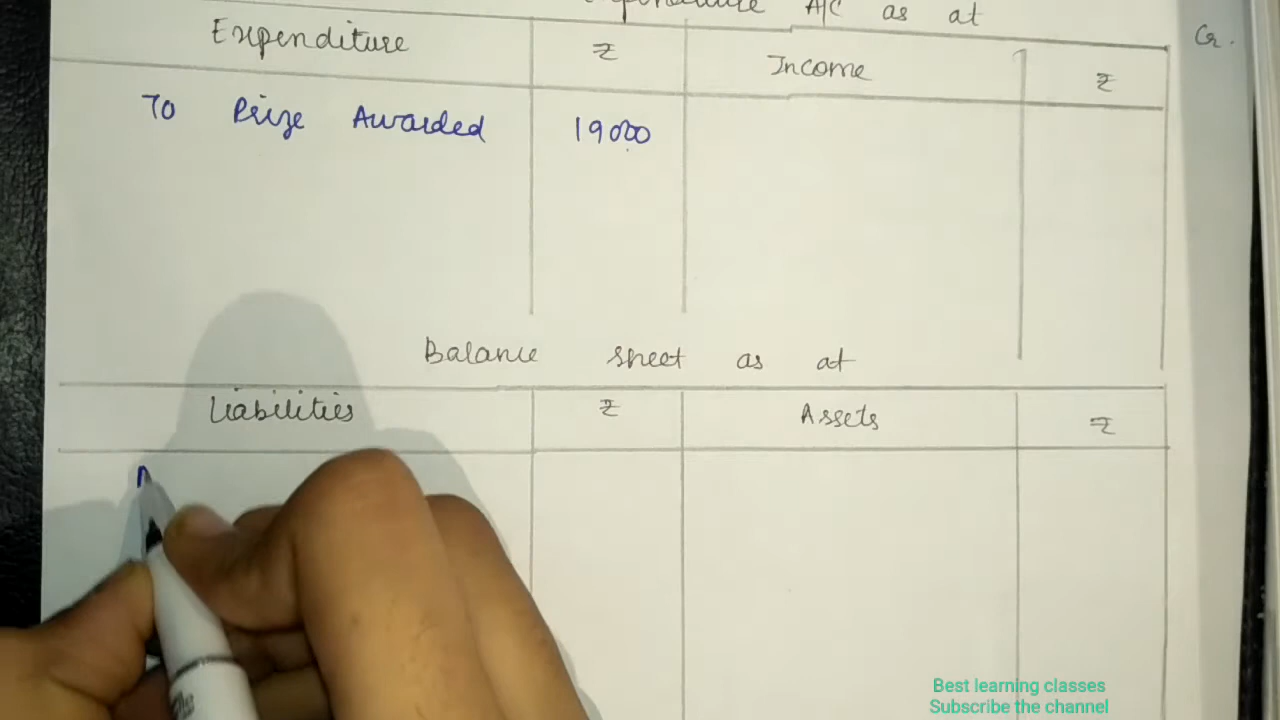 A/C as at
Cr.
Expenditure ₹ Income ₹
To Prize Awarded 19000
Balance sheet as at
Liabilities ₹ Assets ₹
Best learning classes
Subscribe the channel